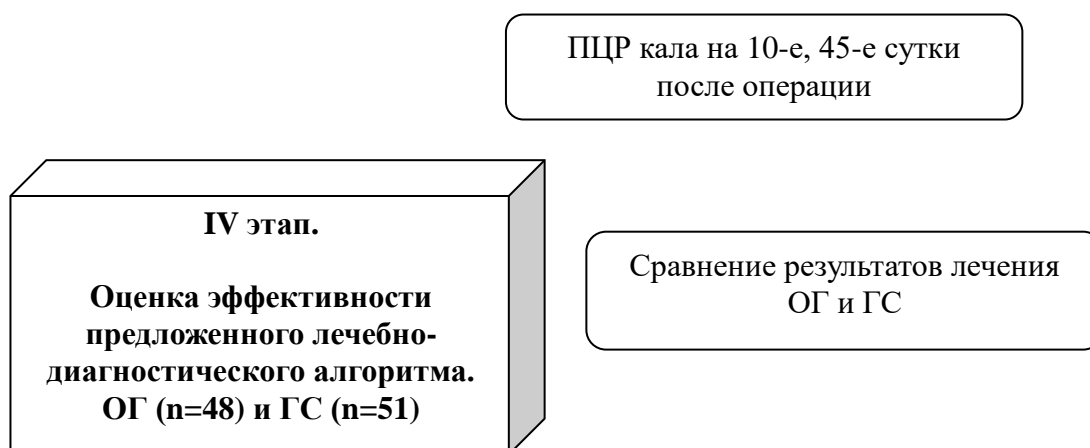 ПЦР кала на 10-е, 45-е сутки
после операции
IV этап.
Оценка эффективности
предложенного лечебно-
диагностического алгоритма.
ОГ (n=48) и ГС (n=51)
Сравнение результатов лечения
ОГ и ГС